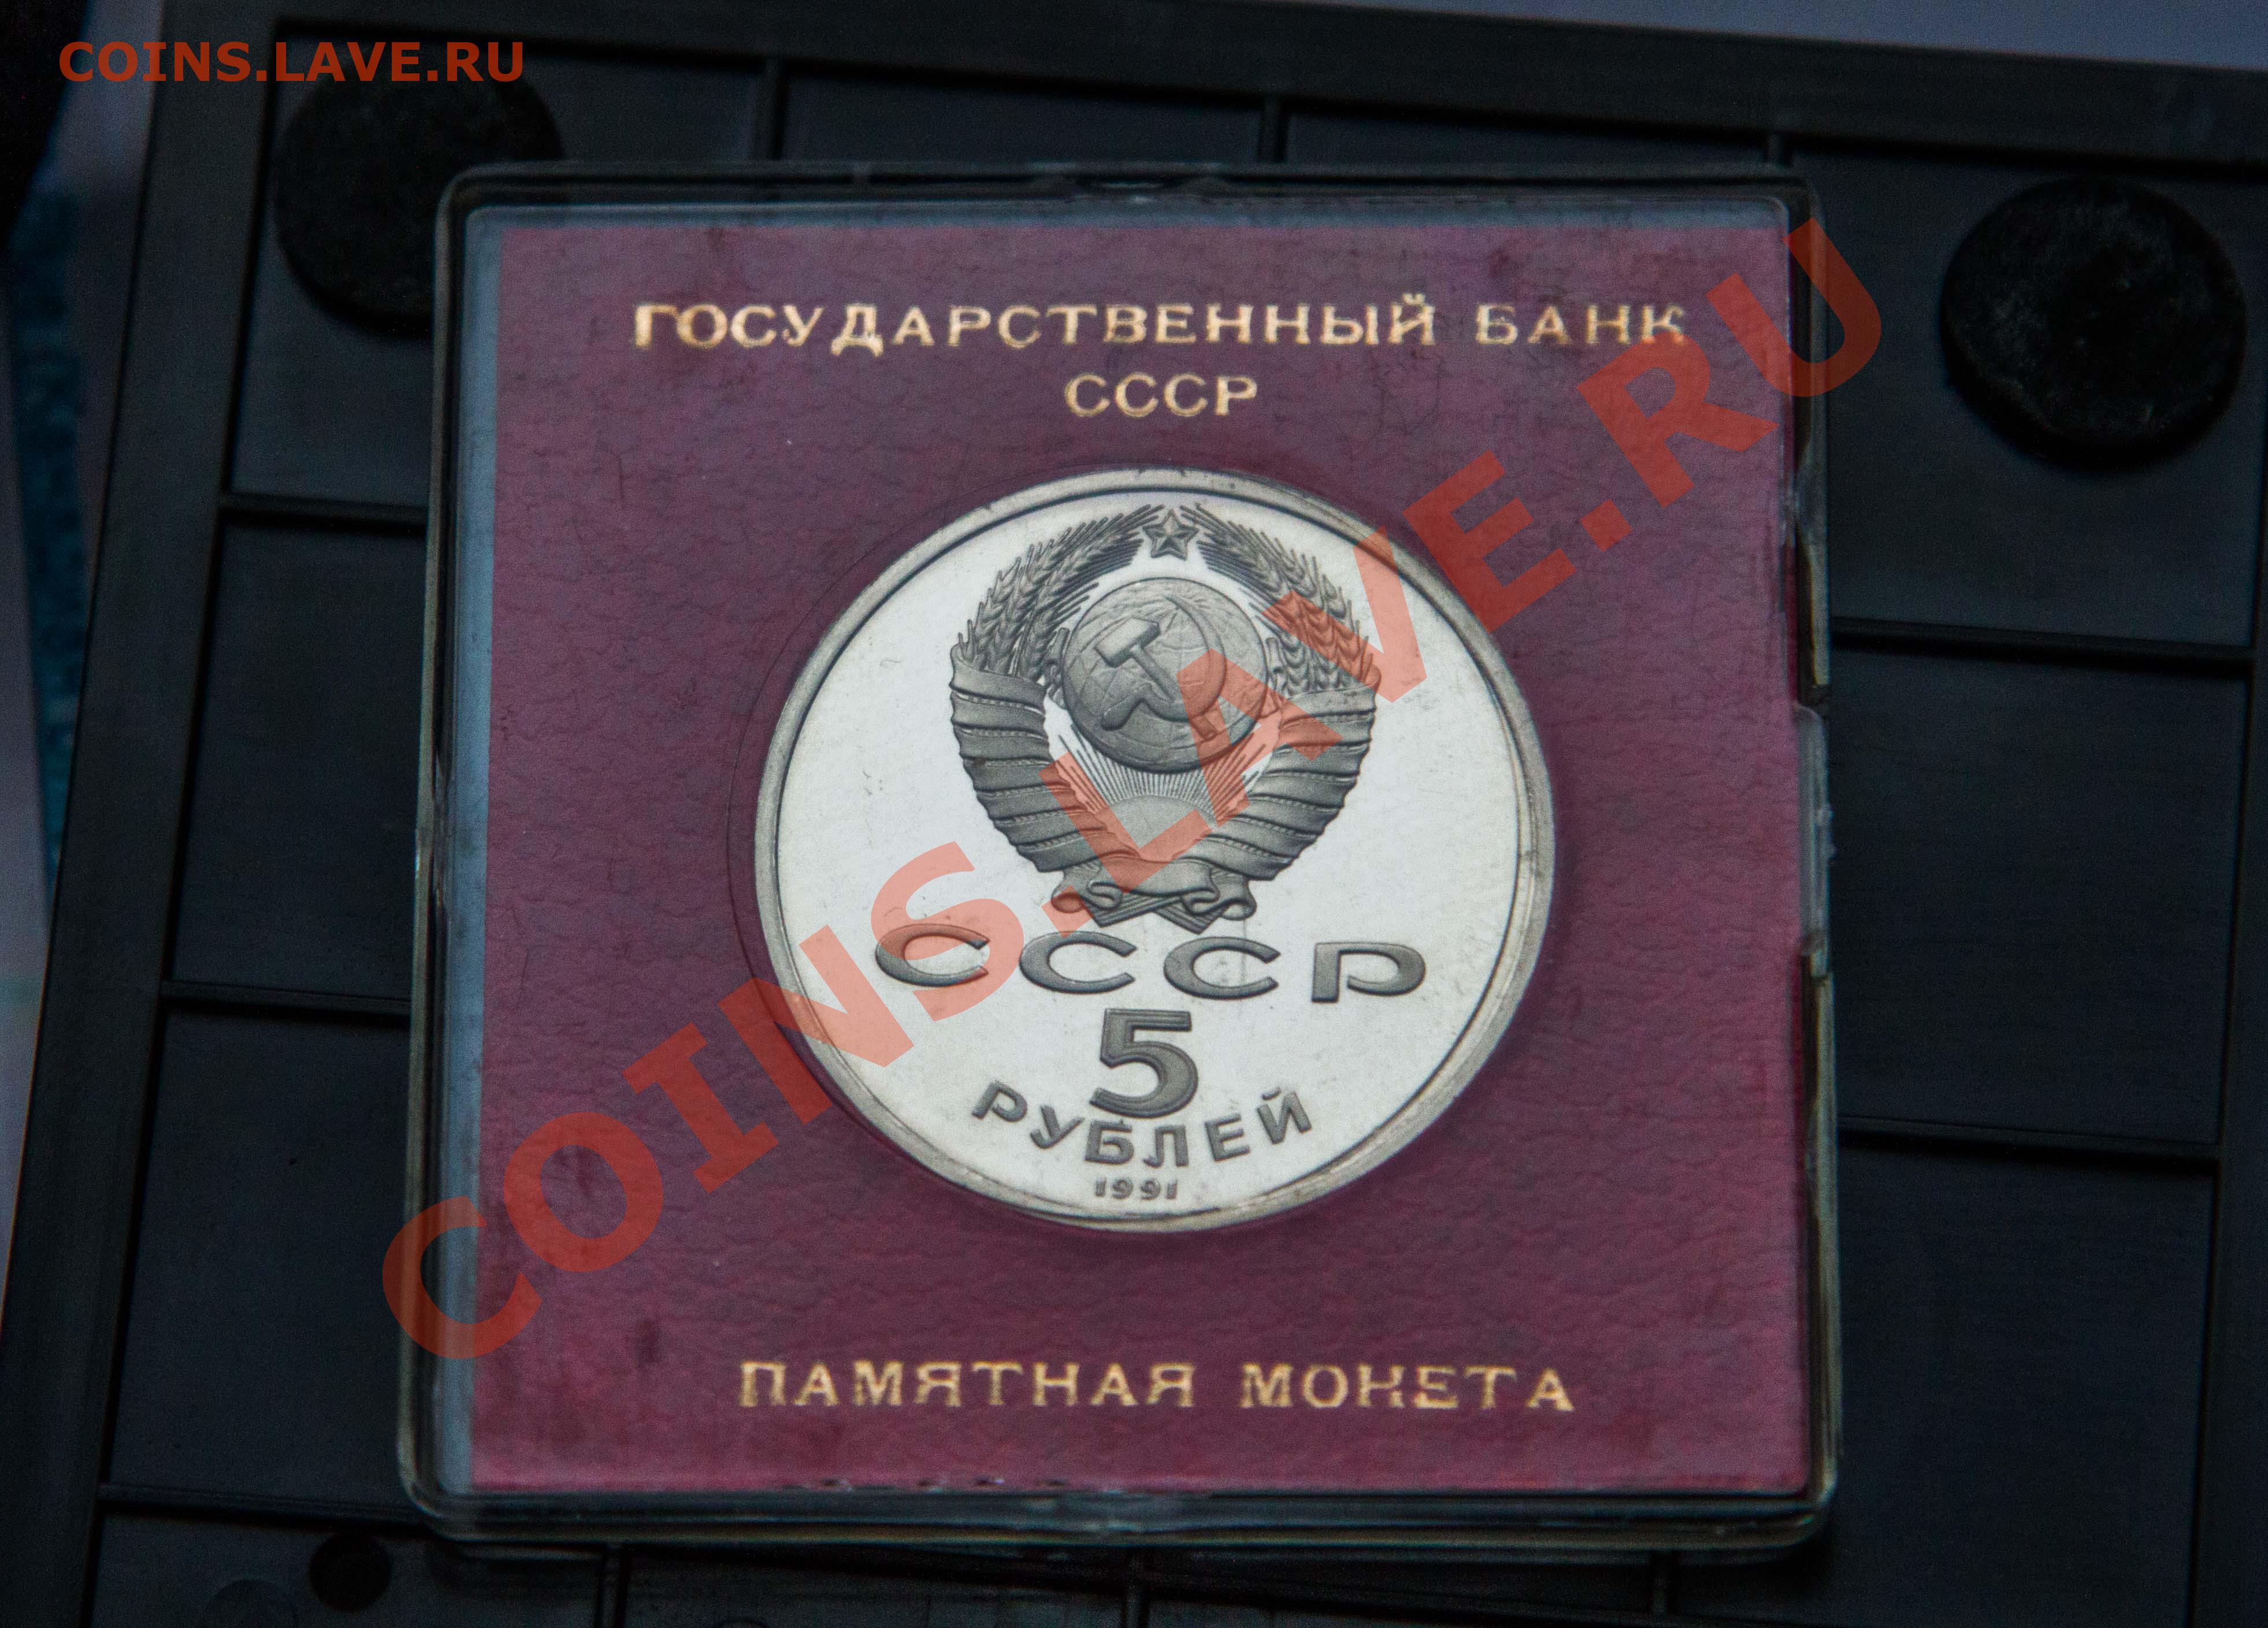 COINS.LAVE.RU
ГОСУДАРСТВЕННЫЙ БАНК
СССР
COINS.LAVE.RU
СССР
5
РУБЛЕЙ
1991
ПАМЯТНАЯ МОНЕТА